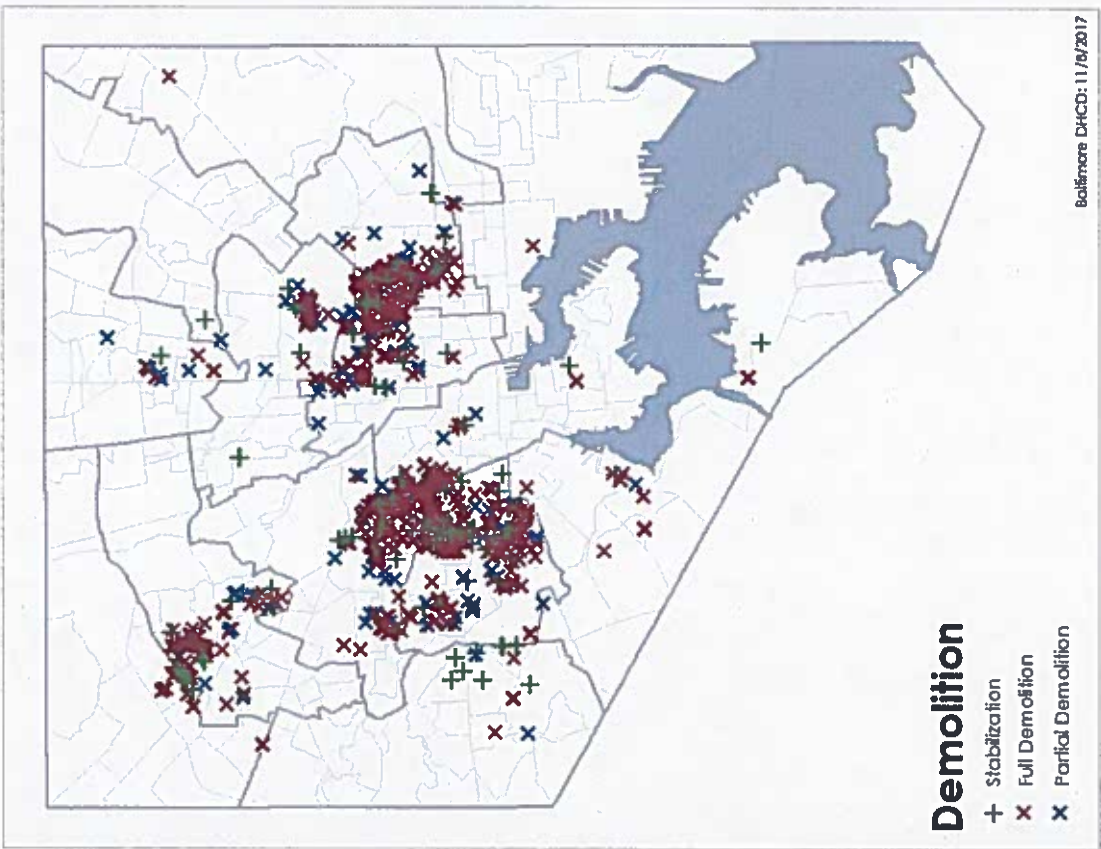 Demolition
Stabilization
Full Demolition
Partial Demolition
Baltimore DHCD: 11/8/2017